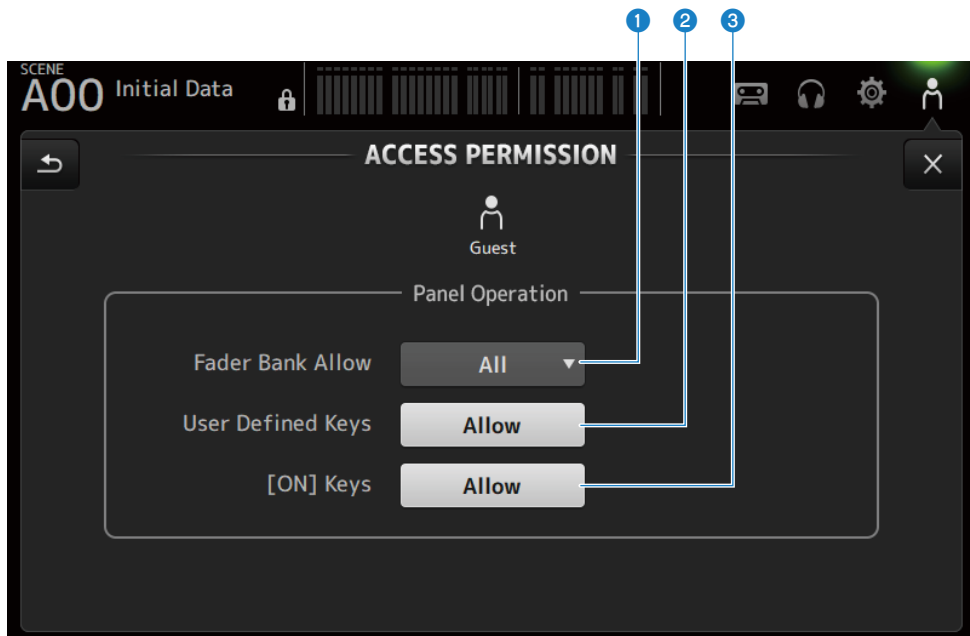 1 2 3
SCENE
A00 Initial Data
ACCESS PERMISSION
Guest
Panel Operation
Fader Bank Allow All
User Defined Keys Allow
[ON] Keys Allow